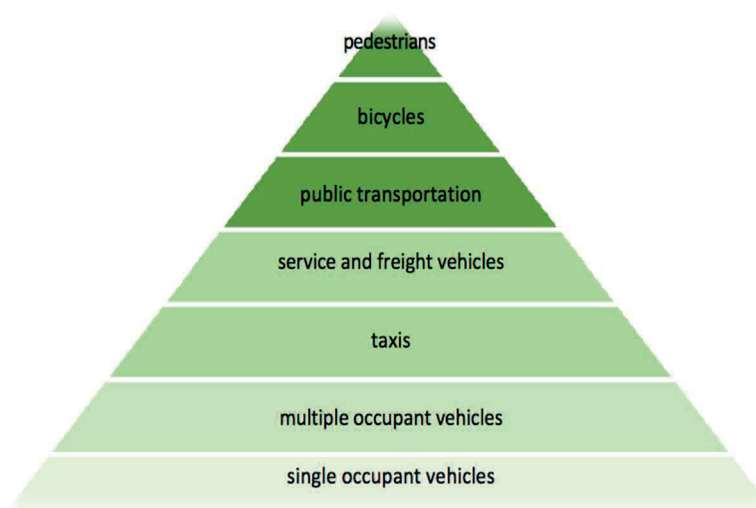 pedestrians
bicycles
public transportation
service and freight vehicles
taxis
multiple occupant vehicles
single occupant vehicles